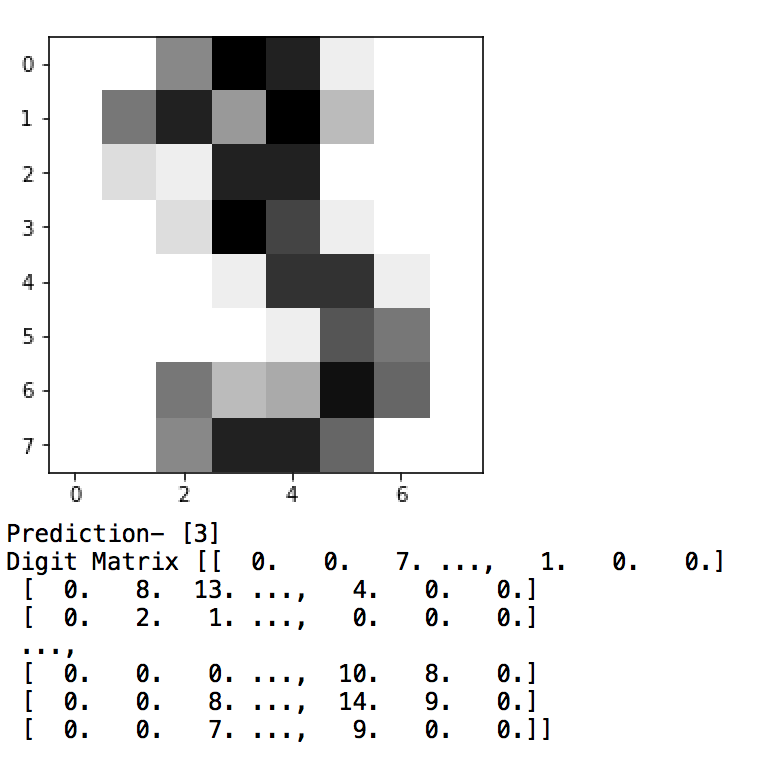 0
1
2
3
4
5
6
7
0 2 4 6
Prediction− [3]
Digit Matrix [[ 0. 0. 7. ..., 1. 0. 0.]
[ 0. 8. 13. ..., 4. 0. 0.]
[ 0. 2. 1. ..., 0. 0. 0.]
...,
[ 0. 0. 0. ..., 10. 8. 0.]
[ 0. 0. 8. ..., 14. 9. 0.]
[ 0. 0. 7. ..., 9. 0. 0.]]